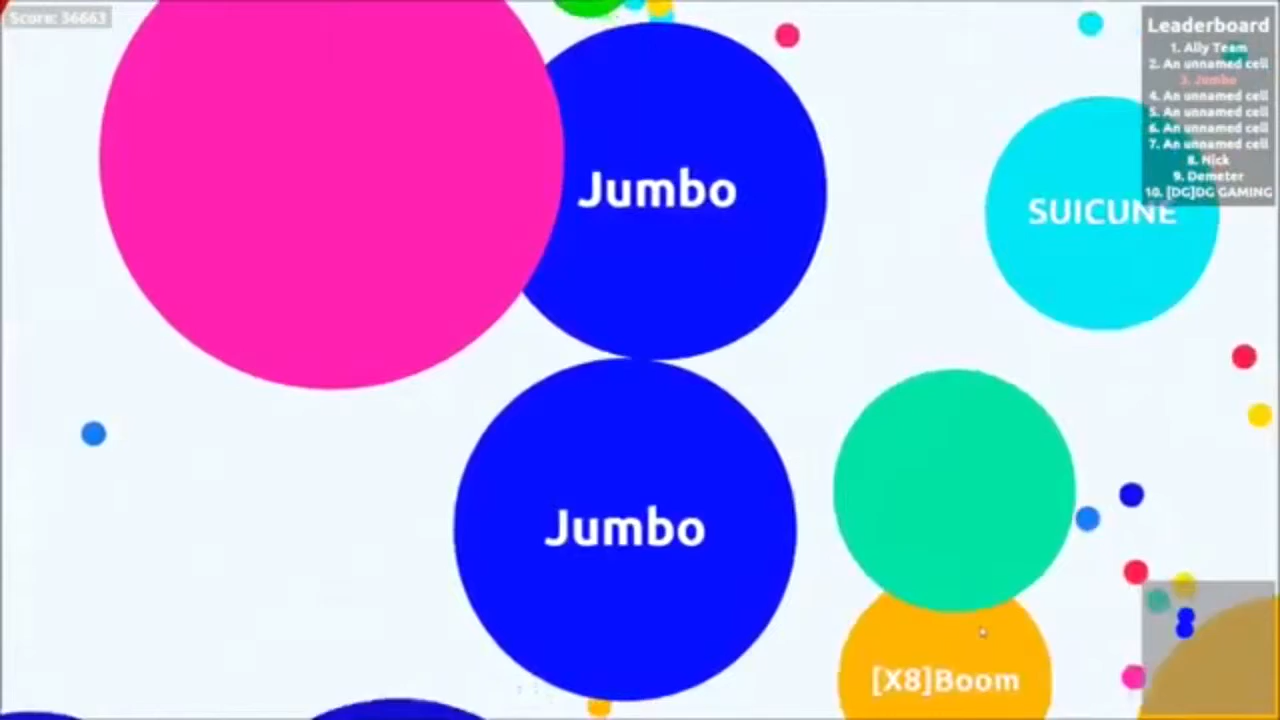 Score: 36663
Leaderboard
1. Ally Team
2. An unnamed cell
3. Jumbo
4. An unnamed cell
5. An unnamed cell
6. An unnamed cell
7. An unnamed cell
8. Nick
9. Demeter
10. [DG]DG GAMING
Jumbo
SUICUNE
Jumbo
[X8]Boom